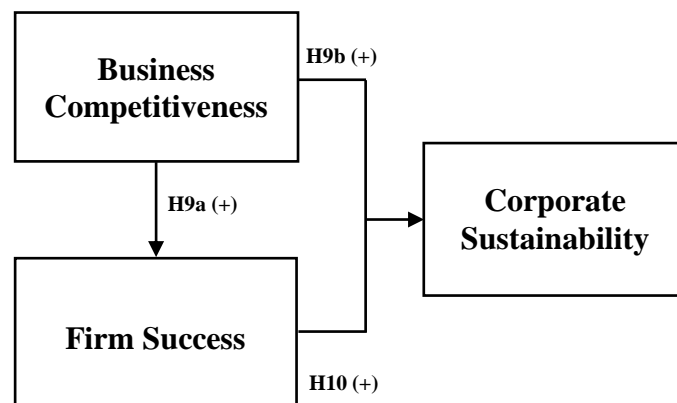 Business
Competitiveness
H9b (+)
H9a (+)
Corporate
Sustainability
Firm Success
H10 (+)